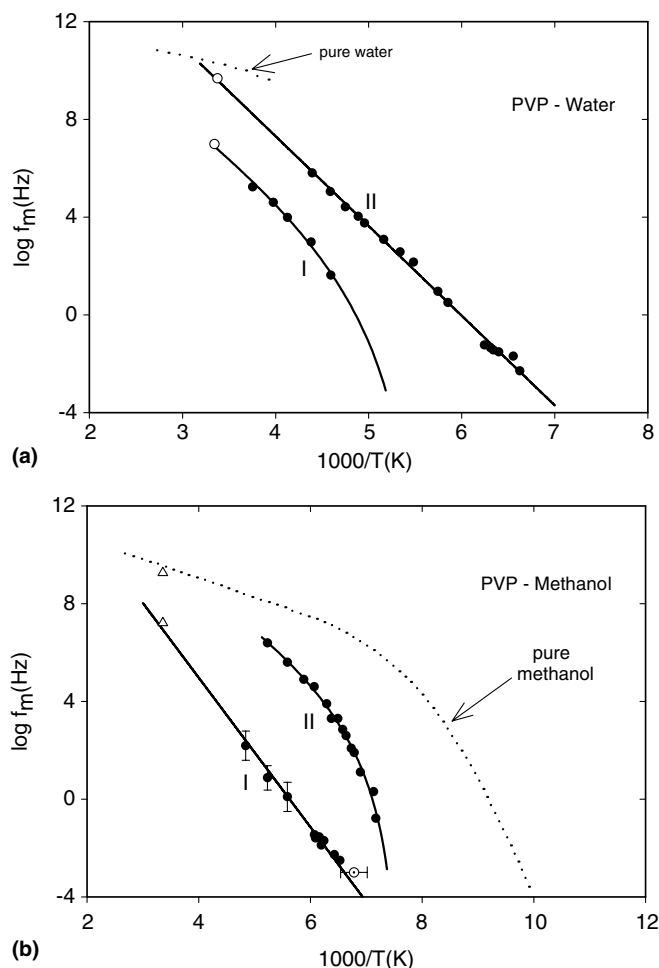 12
pure water
8
PVP - Water
II
4
log fm(Hz)
I
0
-4
2 3 4 5 6 7 8
(a)
1000/T(K)
12
PVP - Methanol
8
pure
methanol
4
II
log fm(Hz)
I
0
-4
2 4 6 8 10 12
(b)
1000/T(K)